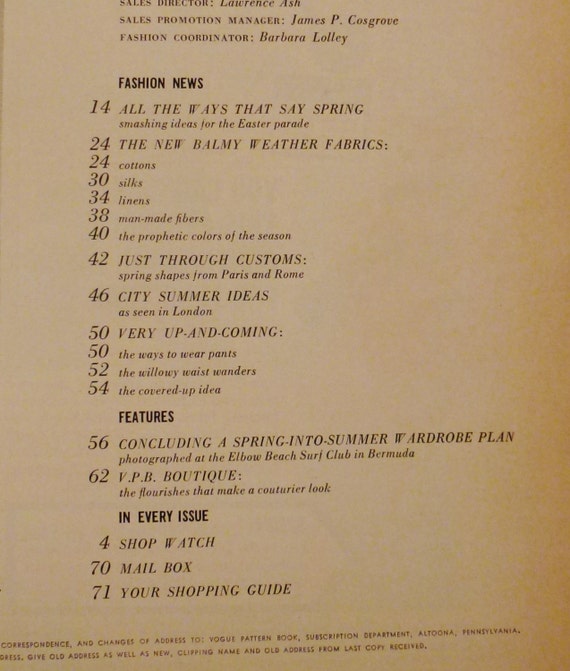 SALES DIRECTOR: Lawrence Ash
SALES PROMOTION MANAGER: James P. Cosgrove
FASHION COORDINATOR: Barbara Lolley
FASHION NEWS
14 ALL THE WAYS THAT SAY SPRING
smashing ideas for the Easter parade
24 THE NEW BALMY WEATHER FABRICS:
24 cottons
30 silks
34 linens
38 man-made fibers
40 the prophetic colors of the season
42 JUST THROUGH CUSTOMS:
spring shapes from Paris and Rome
46 CITY SUMMER IDEAS
as seen in London
50 VERY UP-AND-COMING:
50 the ways to wear pants
52 the willowy waist wanders
54 the covered-up idea
FEATURES
56 CONCLUDING A SPRING-INTO-SUMMER WARDROBE PLAN
photographed at the Elbow Beach Surf Club in Bermuda
62 V.P.B. BOUTIQUE:
the flourishes that make a couturier look
IN EVERY ISSUE
4 SHOP WATCH
70 MAIL BOX
71 YOUR SHOPPING GUIDE
CORRESPONDENCE, AND CHANGES OF ADDRESS TO: VOGUE PATTERN BOOK, SUBSCRIPTION DEPARTMENT, ALTOONA, PENNSYLVANIA.
DRESS, GIVE OLD ADDRESS AS WELL AS NEW, CLIPPING NAME AND OLD ADDRESS FROM LAST COPY RECEIVED.